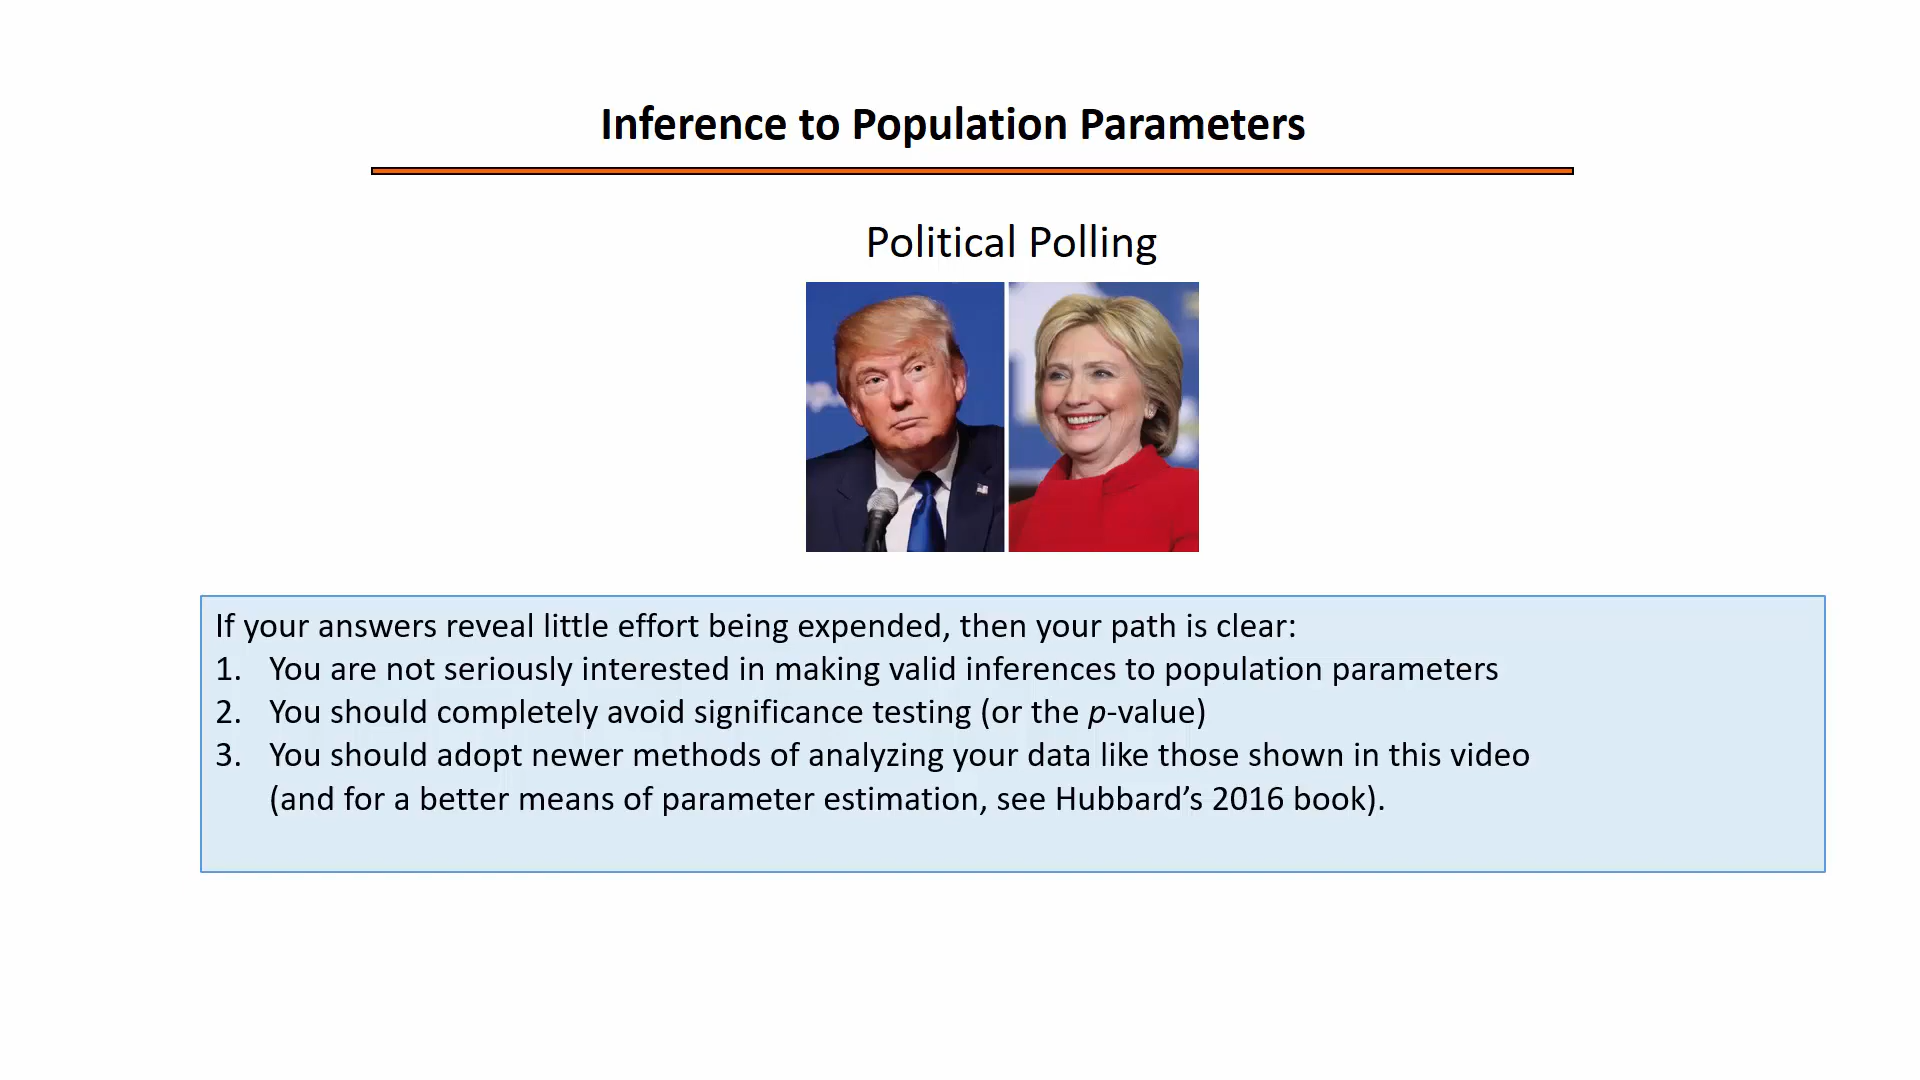 Inference to Population Parameters
Political Polling
If your answers reveal little effort being expended, then your path is clear:
1. You are not seriously interested in making valid inferences to population parameters
2. You should completely avoid significance testing (or the p-value)
3. You should adopt newer methods of analyzing your data like those shown in this video
(and for a better means of parameter estimation, see Hubbard’s 2016 book).